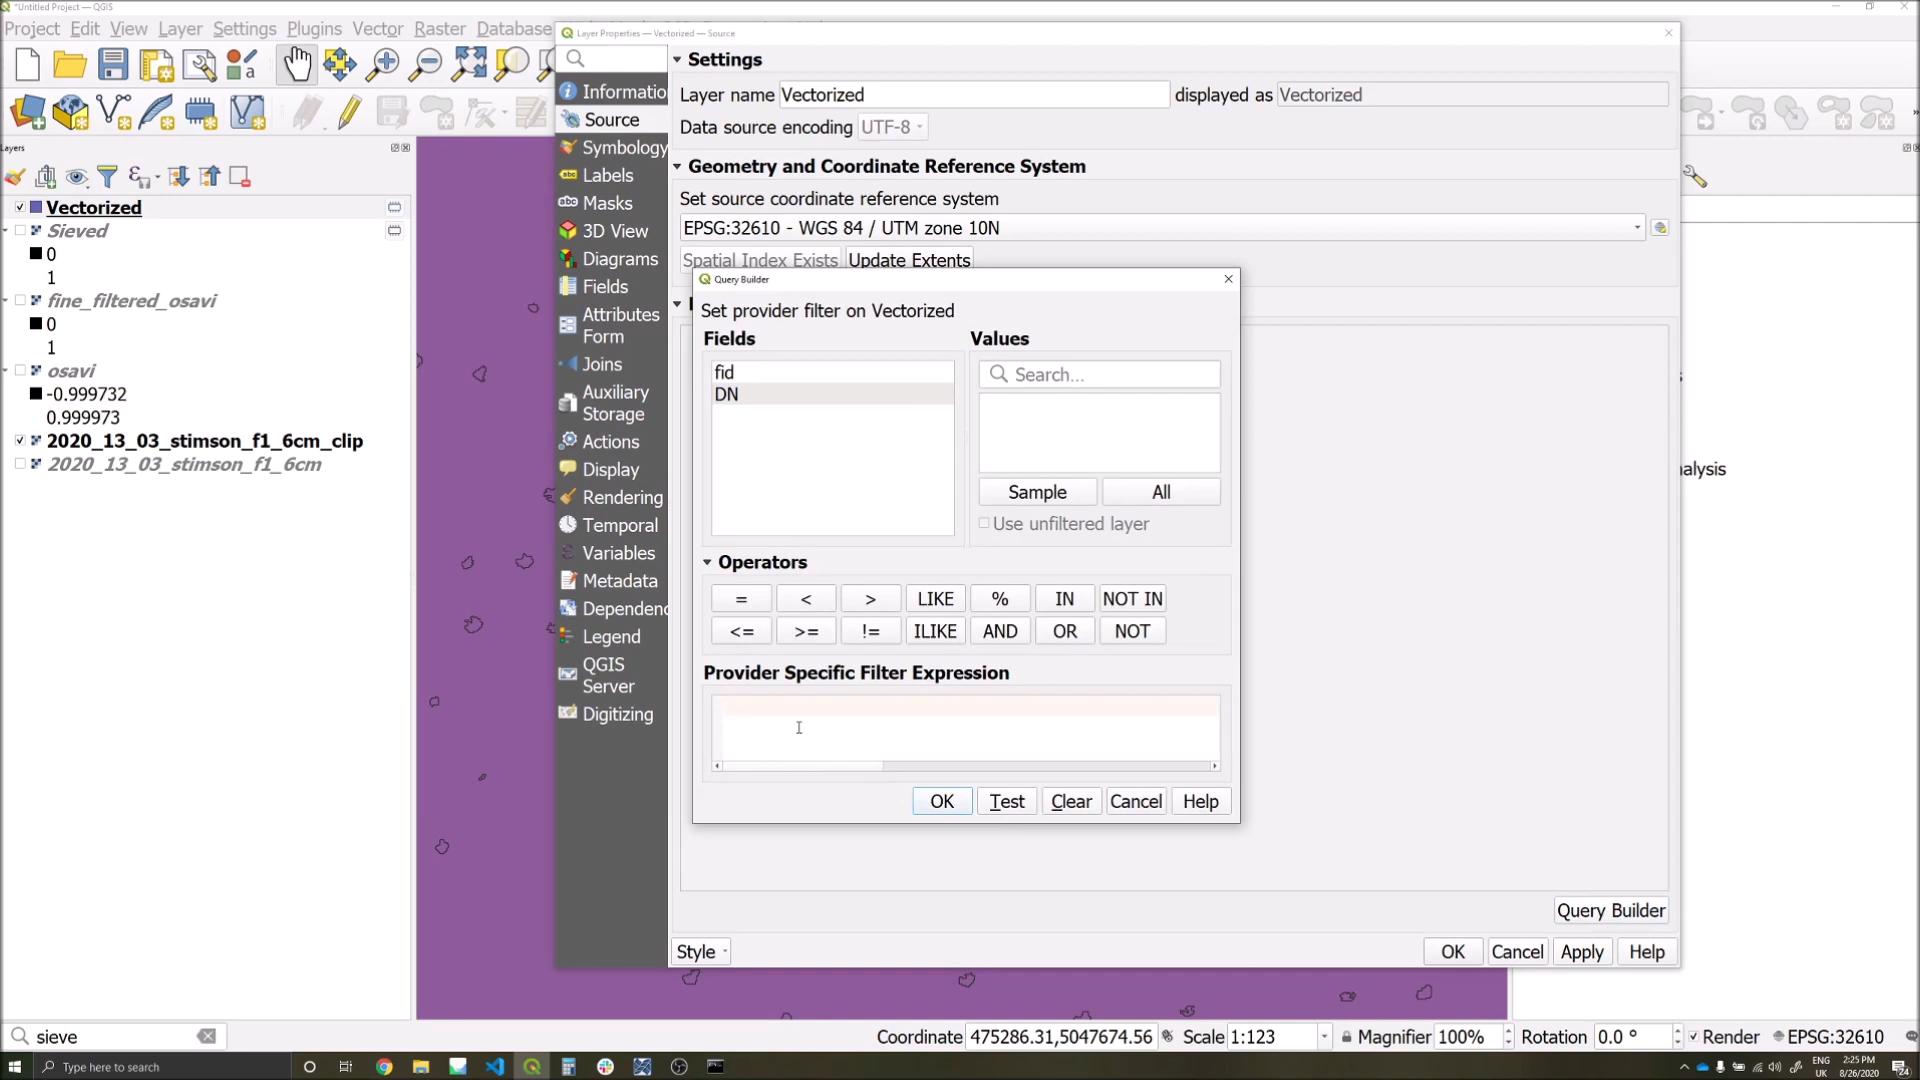 *Untitled Project — QGIS
Project Edit View Layer Settings Plugins Vector Raster Database
Layer Properties — Vectorized — Source
Settings
Layer name Vectorized displayed as Vectorized
Data source encoding UTF-8
Geometry and Coordinate Reference System
Set source coordinate reference system
EPSG:32610 - WGS 84 / UTM zone 10N
Spatial Index Exists Update Extents
Informatio
Source
Symbology
Labels
Masks
3D View
Diagrams
Fields
Attributes
Form
Joins
Auxiliary
Storage
Actions
Display
Rendering
Temporal
Variables
Metadata
Dependenc
Legend
QGIS
Server
Digitizing
Layers
Vectorized
Sieved
0
1
fine_filtered_osavi
0
1
osavi
-0.999732
0.999973
2020_13_03_stimson_f1_6cm_clip
2020_13_03_stimson_f1_6cm
Query Builder
Set provider filter on Vectorized
Fields Values
fid
DN
Search...
Sample All
Use unfiltered layer
Operators
= < > LIKE % IN NOT IN
<= >= != ILIKE AND OR NOT
Provider Specific Filter Expression
OK Test Clear Cancel Help
alysis
Query Builder
Style OK Cancel Apply Help
sieve
Coordinate 475286.31,5047674.56 Scale 1:123 Magnifier 100% Rotation 0.0 ° Render EPSG:32610
Type here to search
ENG
UK
2:25 PM
8/26/2020
24